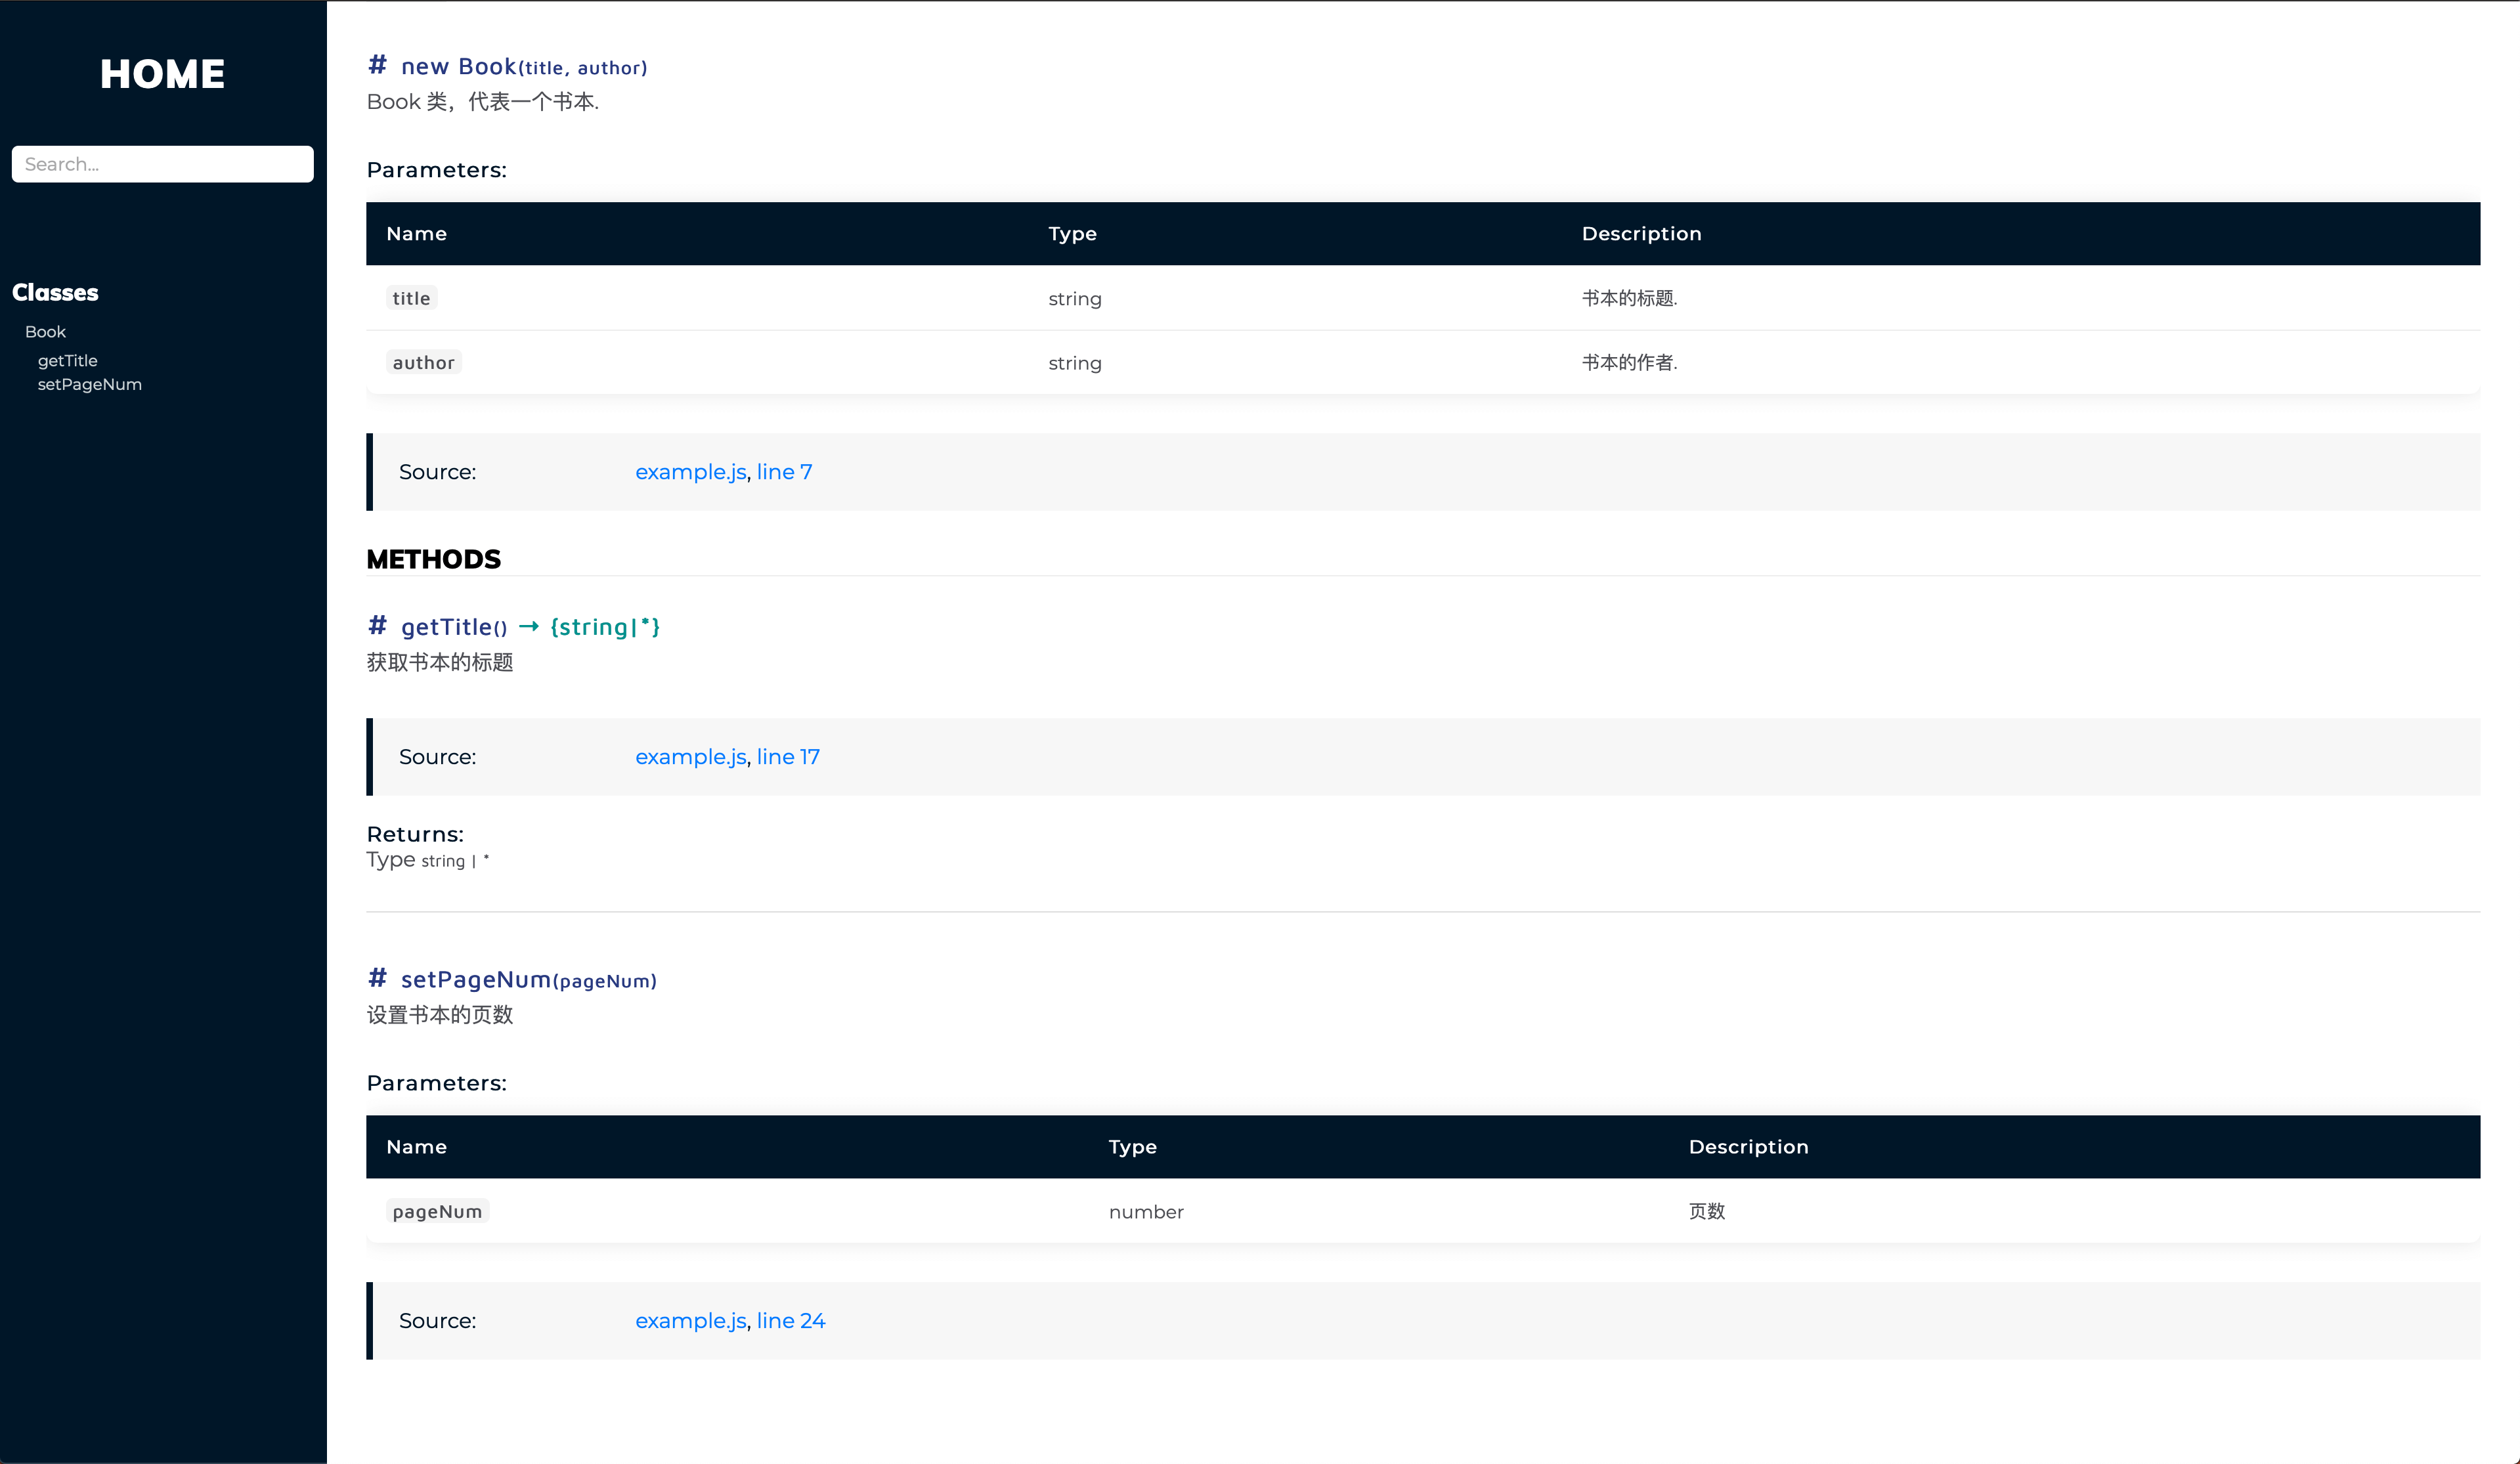 HOME
Search...
Classes
Book
getTitle
setPageNum
# new Book(title, author)
Book 类，代表一个书本.
Parameters:
Name Type Description
title string 书本的标题.
author string 书本的作者.
Source: example.js, line 7
METHODS
# getTitle() → {string|*}
获取书本的标题
Source: example.js, line 17
Returns:
Type string | *
# setPageNum(pageNum)
设置书本的页数
Parameters:
Name Type Description
pageNum number 页数
Source: example.js, line 24